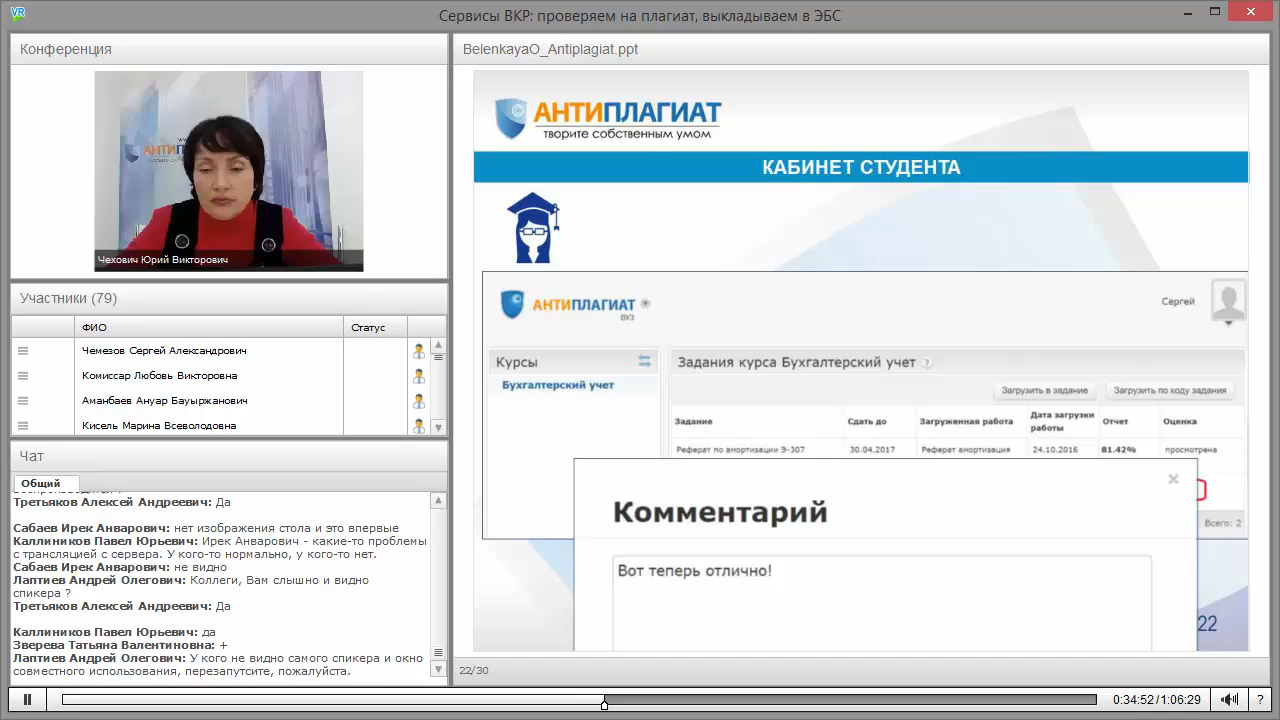 VR
Сервисы ВКР: проверяем на плагиат, выкладываем в ЭБС
Конференция
АНТИП
Чехович Юрий Викторович
Участники (79)
ФИО
Статус
Чемезов Сергей Александрович
Комиссар Любовь Викторовна
Аманбаев Ануар Бауыржанович
Кисель Марина Всеволодовна
Чат
Общий
Третьяков Алексей Андреевич: Да
Сабаев Ирек Анварович: нет изображения стола и это впервые
Каллиников Павел Юрьевич: Ирек Анварович - какие-то проблемы
с трансляцией с сервера. У кого-то нормально, у кого-то нет.
Сабаев Ирек Анварович: не видно
Лаптиев Андрей Олегович: Коллеги, Вам слышно и видно
спикера ?
Третьяков Алексей Андреевич: Да
Каллиников Павел Юрьевич: да
Зверева Татьяна Валентиновна: +
Лаптиев Андрей Олегович: У кого не видно самого спикера и окно
совместного использования, перезапутсите, пожалуйста.
BelenkayaO_Antiplagiat.ppt
АНТИПЛАГИАТ
творите собственным умом
КАБИНЕТ СТУДЕНТА
АНТИПЛАГИАТ
ВУЗ
Сергей
Курсы
Бухгалтерский учет
Задания курса Бухгалтерский учет ?
Загрузить в задание
Загрузить по коду задания
Задание
Сдать до
Загруженная работа
Дата загрузки
работы
Отчет
Оценка
Реферат по амортизации Э-307
30.04.2017
Реферат амортизация
24.10.2016
81.42%
просмотрена
Всего: 2
Комментарий
Вот теперь отлично!
22
22/30
0:34:52/1:06:29
?